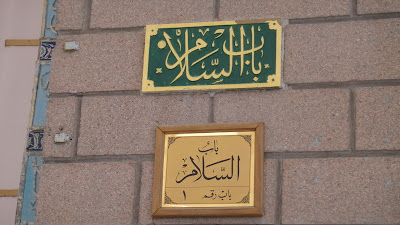 باب السلام
باب
السلام
باب رقم ١